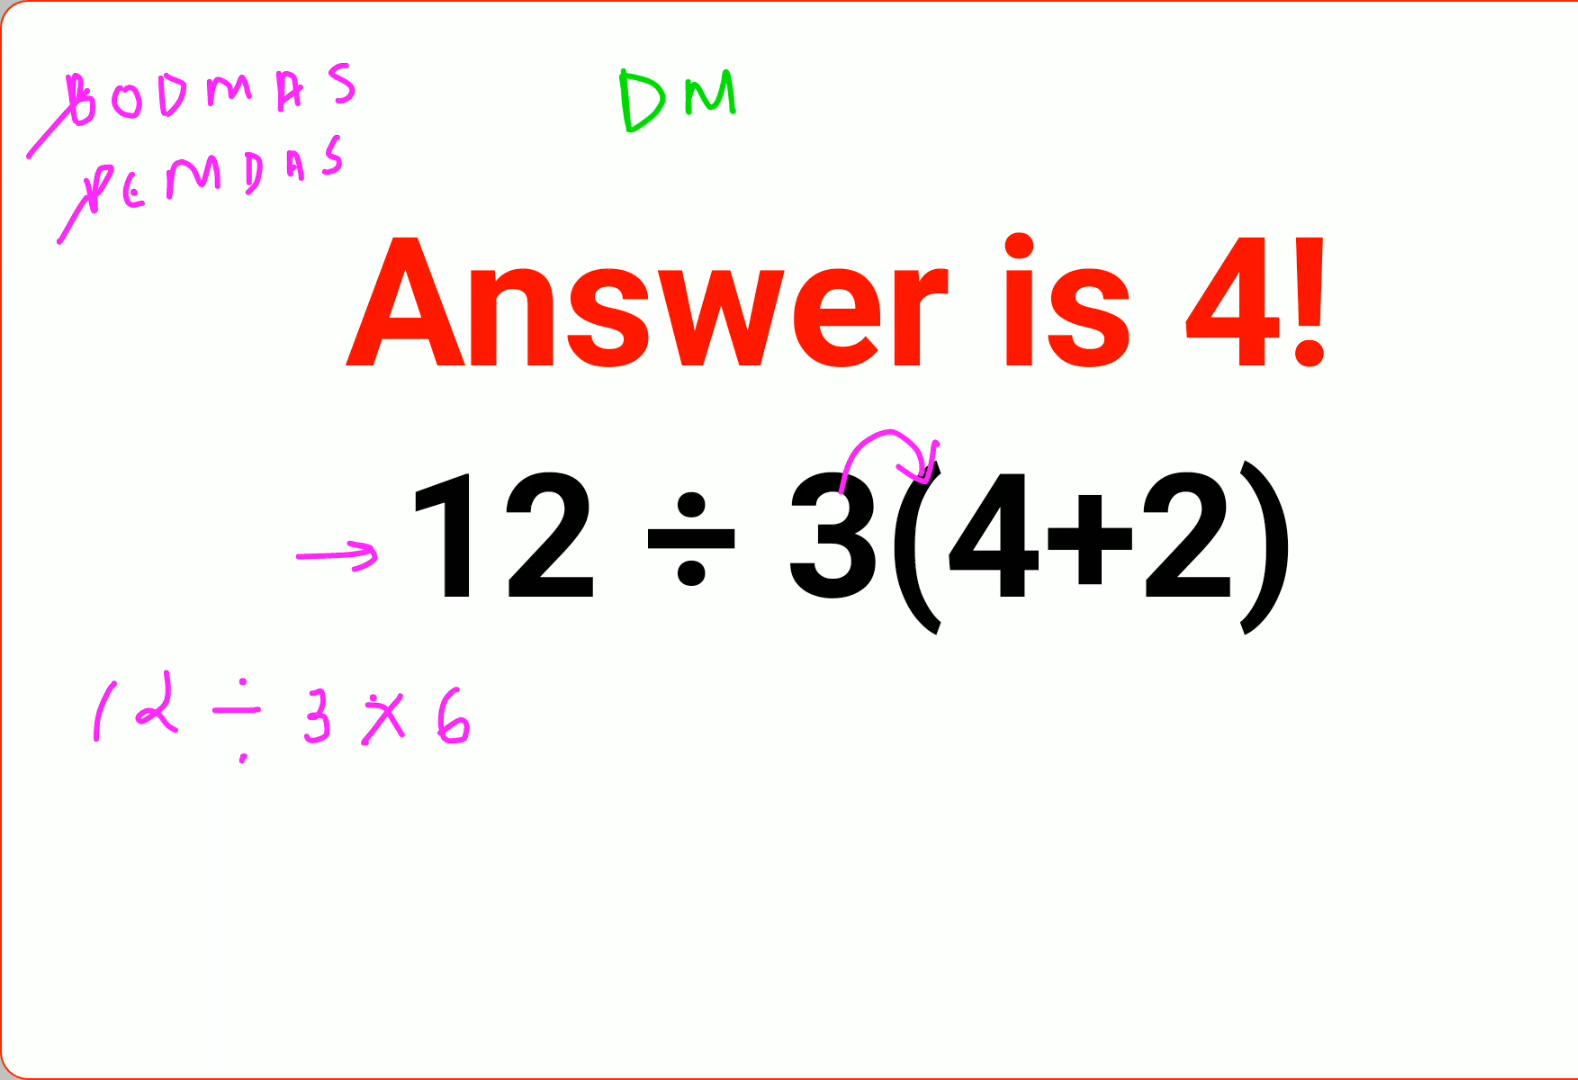 BODMAS
DM
PEMDAS
Answer is 4!
12 ÷ 3(4+2)
12 ÷ 3 × 6